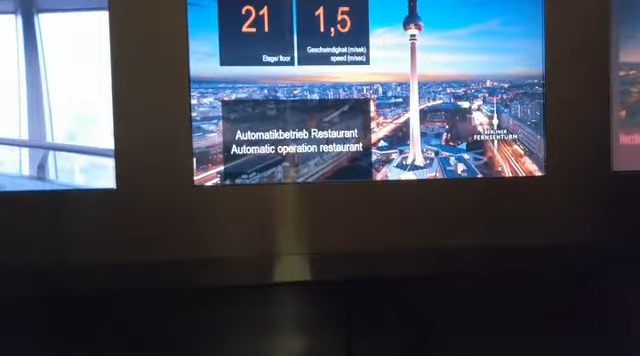 21
Etage/ floor
1,5
Geschwindigkeit (m/sek)
speed (m/sec)
Automatikbetrieb Restaurant
Automatic operation restaurant
BERLINER
FERNSEHTURM